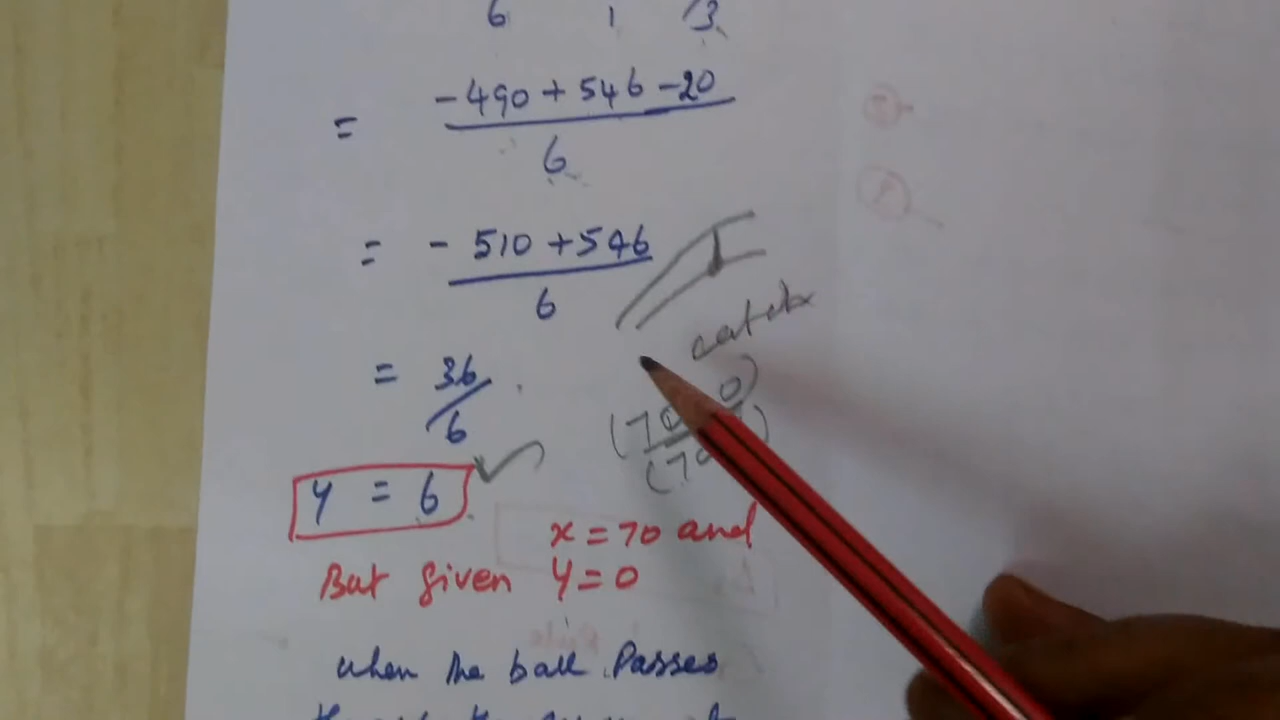 6 1 3
= -490 + 546 - 20
6
= - 510 + 546
6
catch
= 36
6
y = 6
x = 70 and
But given y = 0
when the ball Passes